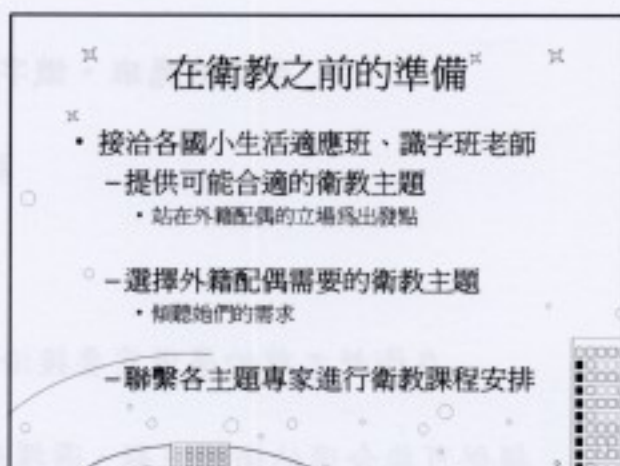 在衛教之前的準備
• 接洽各國小生活適應班、識字班老師
–提供可能合適的衛教主題
• 站在外籍配偶的立場為出發點
–選擇外籍配偶需要的衛教主題
• 傾聽她們的需求
–聯繫各主題專家進行衛教課程安排